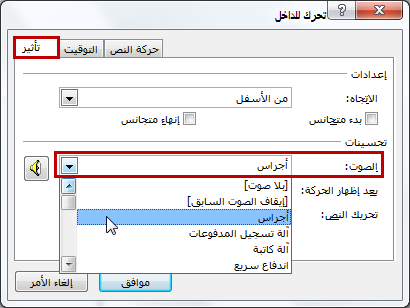 تحرك للداخل
تأثير
التوقيت
حركة النص
إعدادات
الاتجاه:
من الأسفل
بدء متجانس
إنهاء متجانس
تحسينات
الصوت:
أجراس
بعد إظهار الحركة:
[بلا صوت]
[إيقاف الصوت السابق]
تحريك النص:
أجراس
آلة تسجيل المدفوعات
آلة كاتبة
اندفاع سريع
موافق
إلغاء الأمر